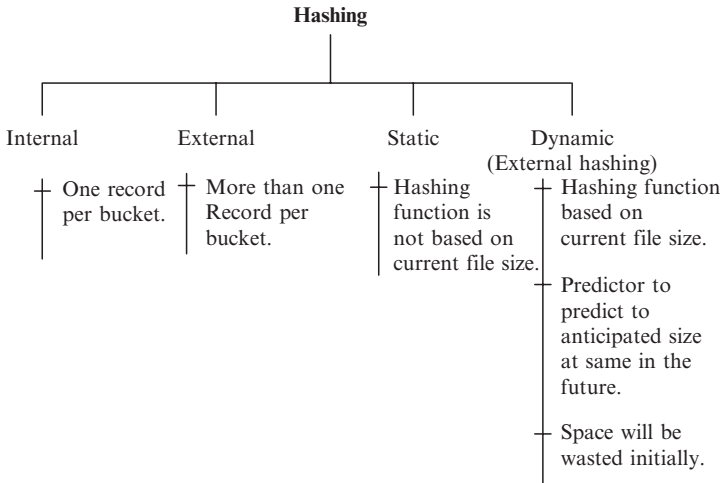 Hashing
Internal
External
Static
Dynamic
(External hashing)
One record
per bucket.
More than one
Record per
bucket.
Hashing
function is
not based on
current file size.
Hashing function
based on
current file size.
Predictor to
predict to
anticipated size
at same in the
future.
Space will be
wasted initially.